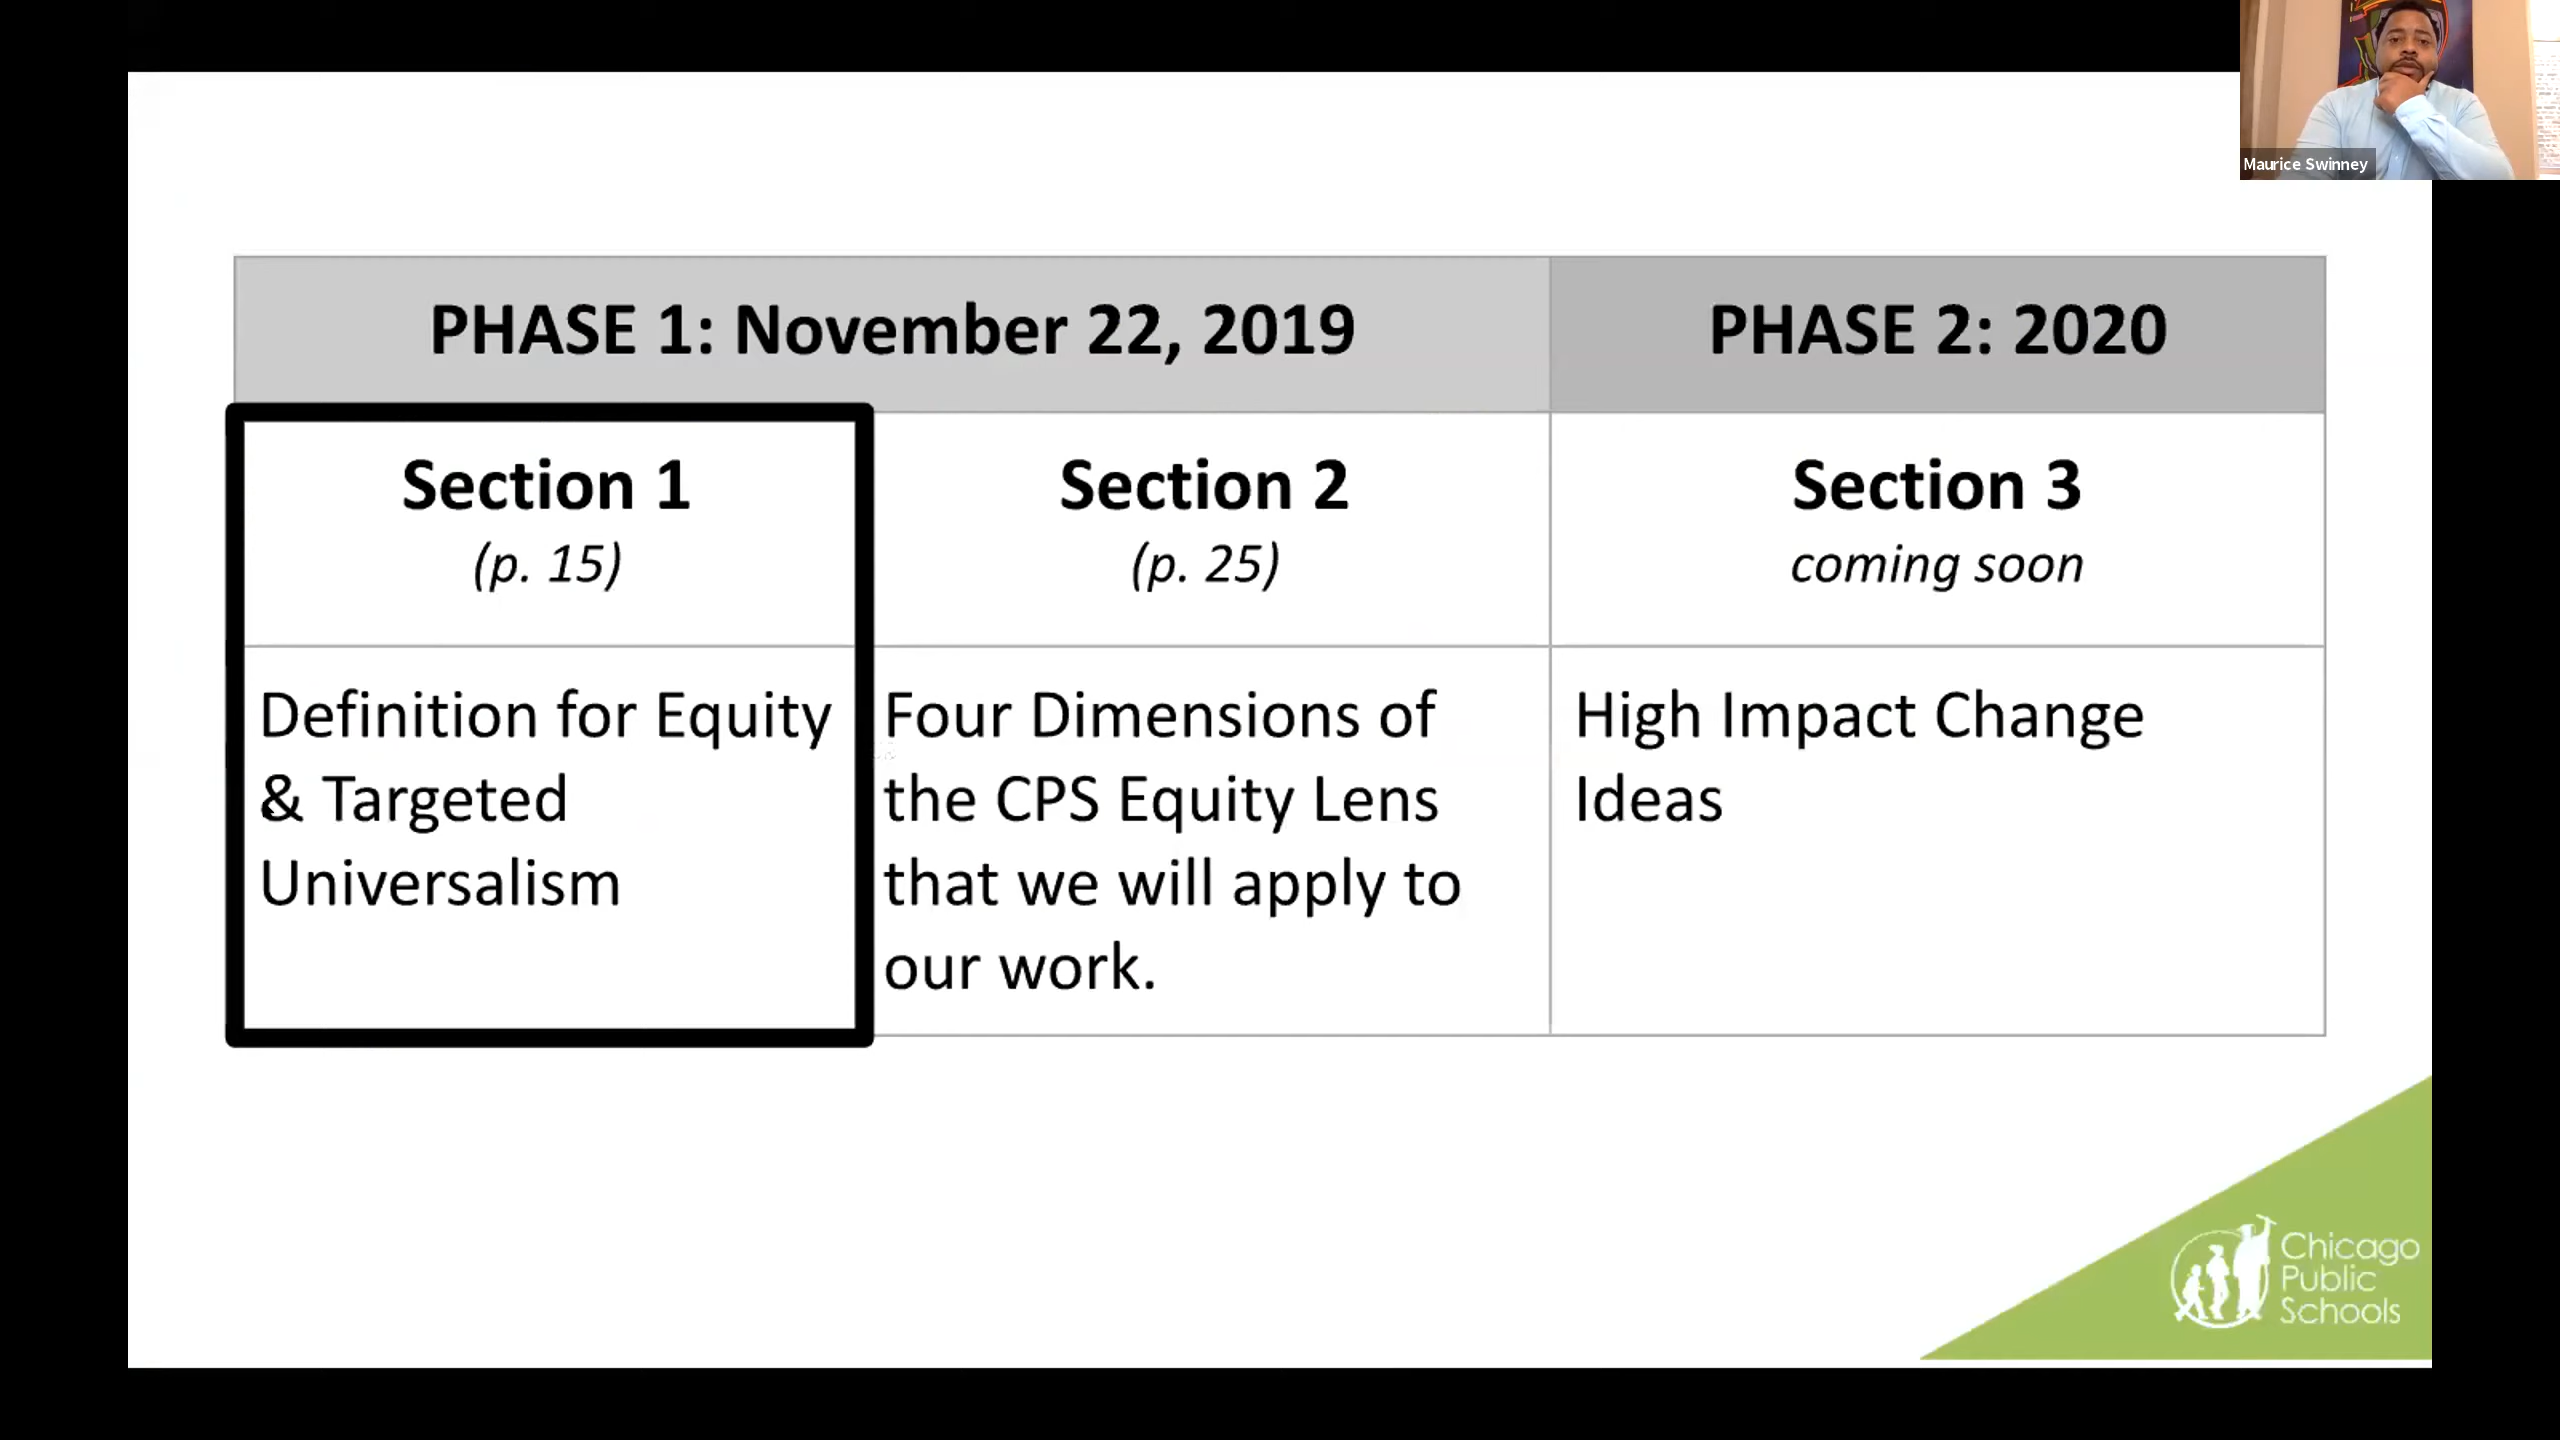 Maurice Swinney
PHASE 1: November 22, 2019
PHASE 2: 2020
Section 1
(p. 15)
Section 2
(p. 25)
Section 3
coming soon
Definition for Equity
& Targeted
Universalism
Four Dimensions of
the CPS Equity Lens
that we will apply to
our work.
High Impact Change
Ideas
Chicago
Public
Schools